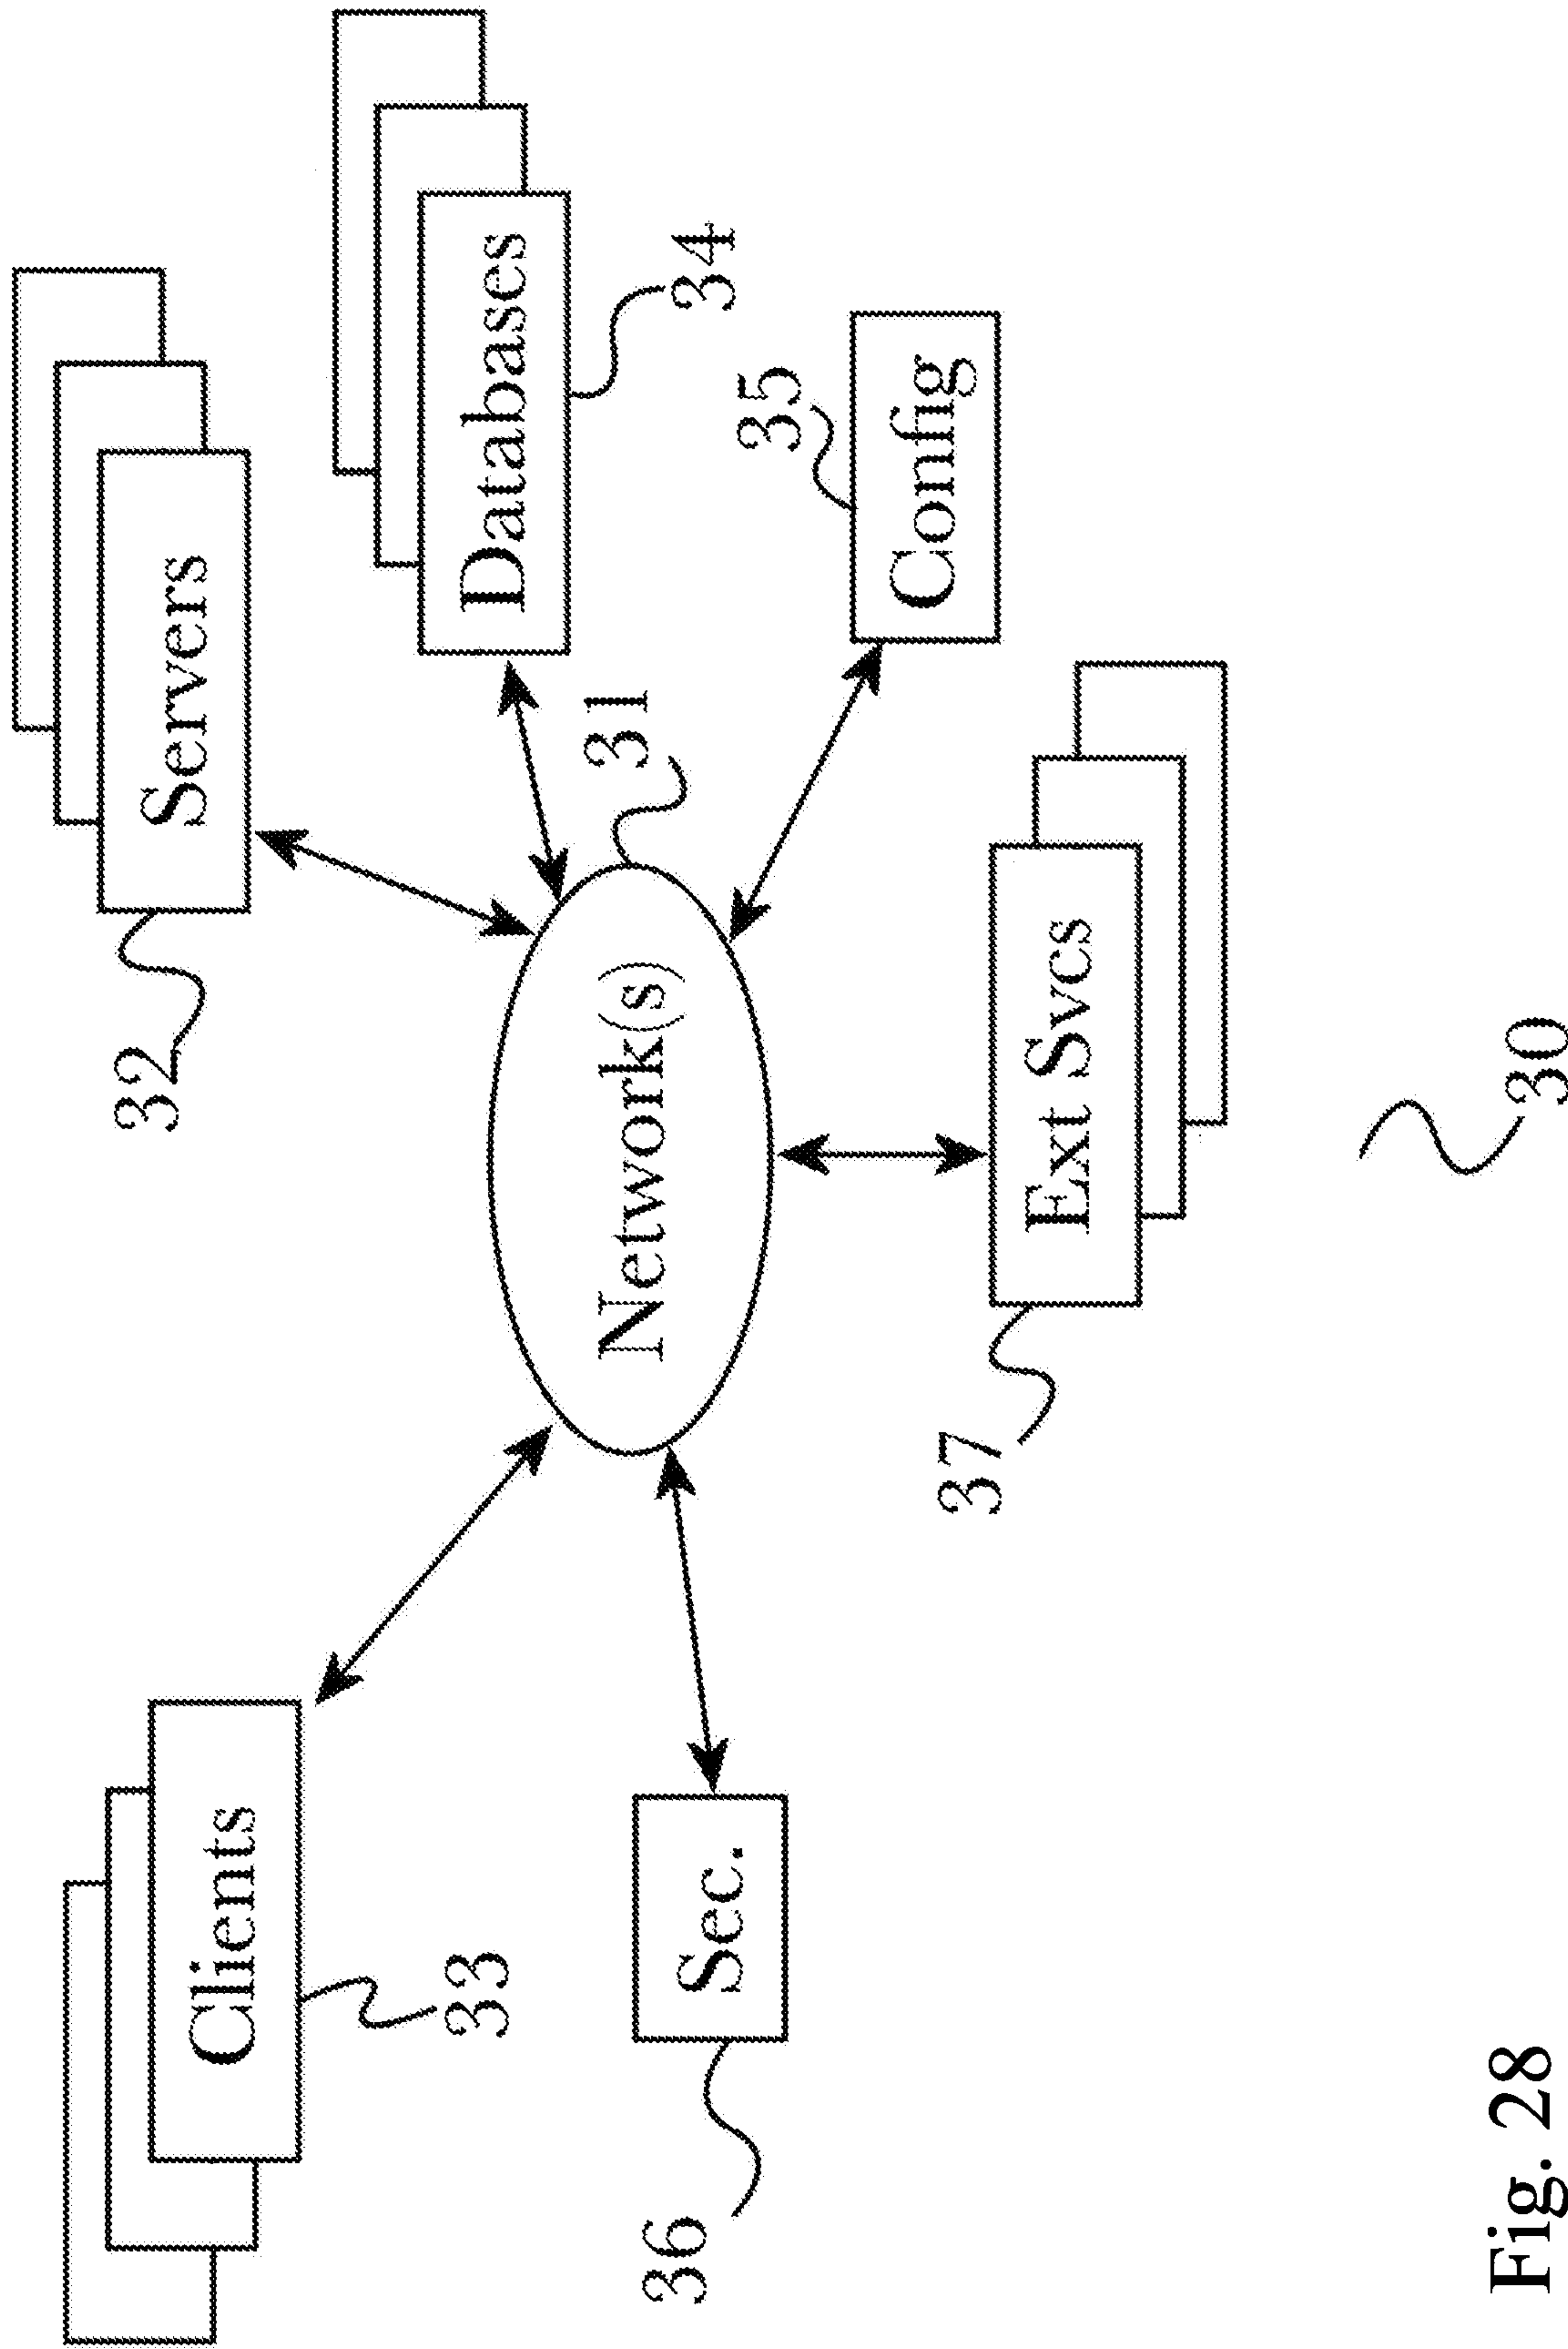 Servers
32
Clients
33
Databases
34
Network(s)
31
Sec.
36
35
Config
Ext Svcs
37
30
Fig. 28